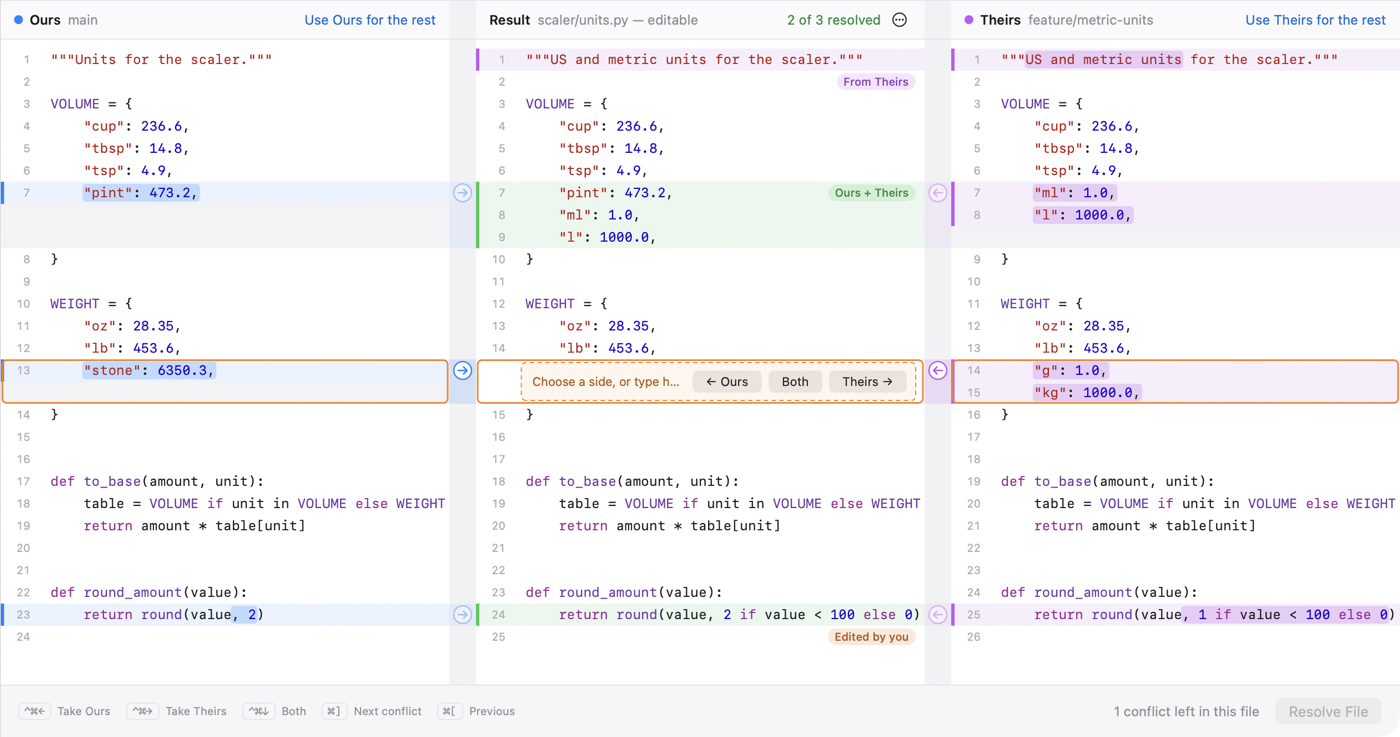 Ours main Use Ours for the rest
1 """Units for the scaler."""
2
3 VOLUME = {
4     "cup": 236.6,
5     "tbsp": 14.8,
6     "tsp": 4.9,
7     "pint": 473.2,
8 }
9
10 WEIGHT = {
11     "oz": 28.35,
12     "lb": 453.6,
13     "stone": 6350.3,
14 }
15
16
17 def to_base(amount, unit):
18     table = VOLUME if unit in VOLUME else WEIGHT
19     return amount * table[unit]
20
21
22 def round_amount(value):
23     return round(value, 2)
24
Result scaler/units.py — editable 2 of 3 resolved
1 """US and metric units for the scaler."""
2 From Theirs
3 VOLUME = {
4     "cup": 236.6,
5     "tbsp": 14.8,
6     "tsp": 4.9,
7     "pint": 473.2, Ours + Theirs
8     "ml": 1.0,
9     "l": 1000.0,
10 }
11
12 WEIGHT = {
13     "oz": 28.35,
14     "lb": 453.6,
Choose a side, or type h... ← Ours Both Theirs →
15 }
16
17
18 def to_base(amount, unit):
19     table = VOLUME if unit in VOLUME else WEIGHT
20     return amount * table[unit]
21
22
23 def round_amount(value):
24     return round(value, 2 if value < 100 else 0)
25 Edited by you
Theirs feature/metric-units Use Theirs for the rest
1 """US and metric units for the scaler."""
2
3 VOLUME = {
4     "cup": 236.6,
5     "tbsp": 14.8,
6     "tsp": 4.9,
7     "ml": 1.0,
8     "l": 1000.0,
9 }
10
11 WEIGHT = {
12     "oz": 28.35,
13     "lb": 453.6,
14     "g": 1.0,
15     "kg": 1000.0,
16 }
17
18
19 def to_base(amount, unit):
20     table = VOLUME if unit in VOLUME else WEIGHT
21     return amount * table[unit]
22
23
24 def round_amount(value):
25     return round(value, 1 if value < 100 else 0)
26
⌃⌘← Take Ours ⌃⌘→ Take Theirs ⌃⌘↓ Both ⌘] Next conflict ⌘[ Previous 1 conflict left in this file Resolve File